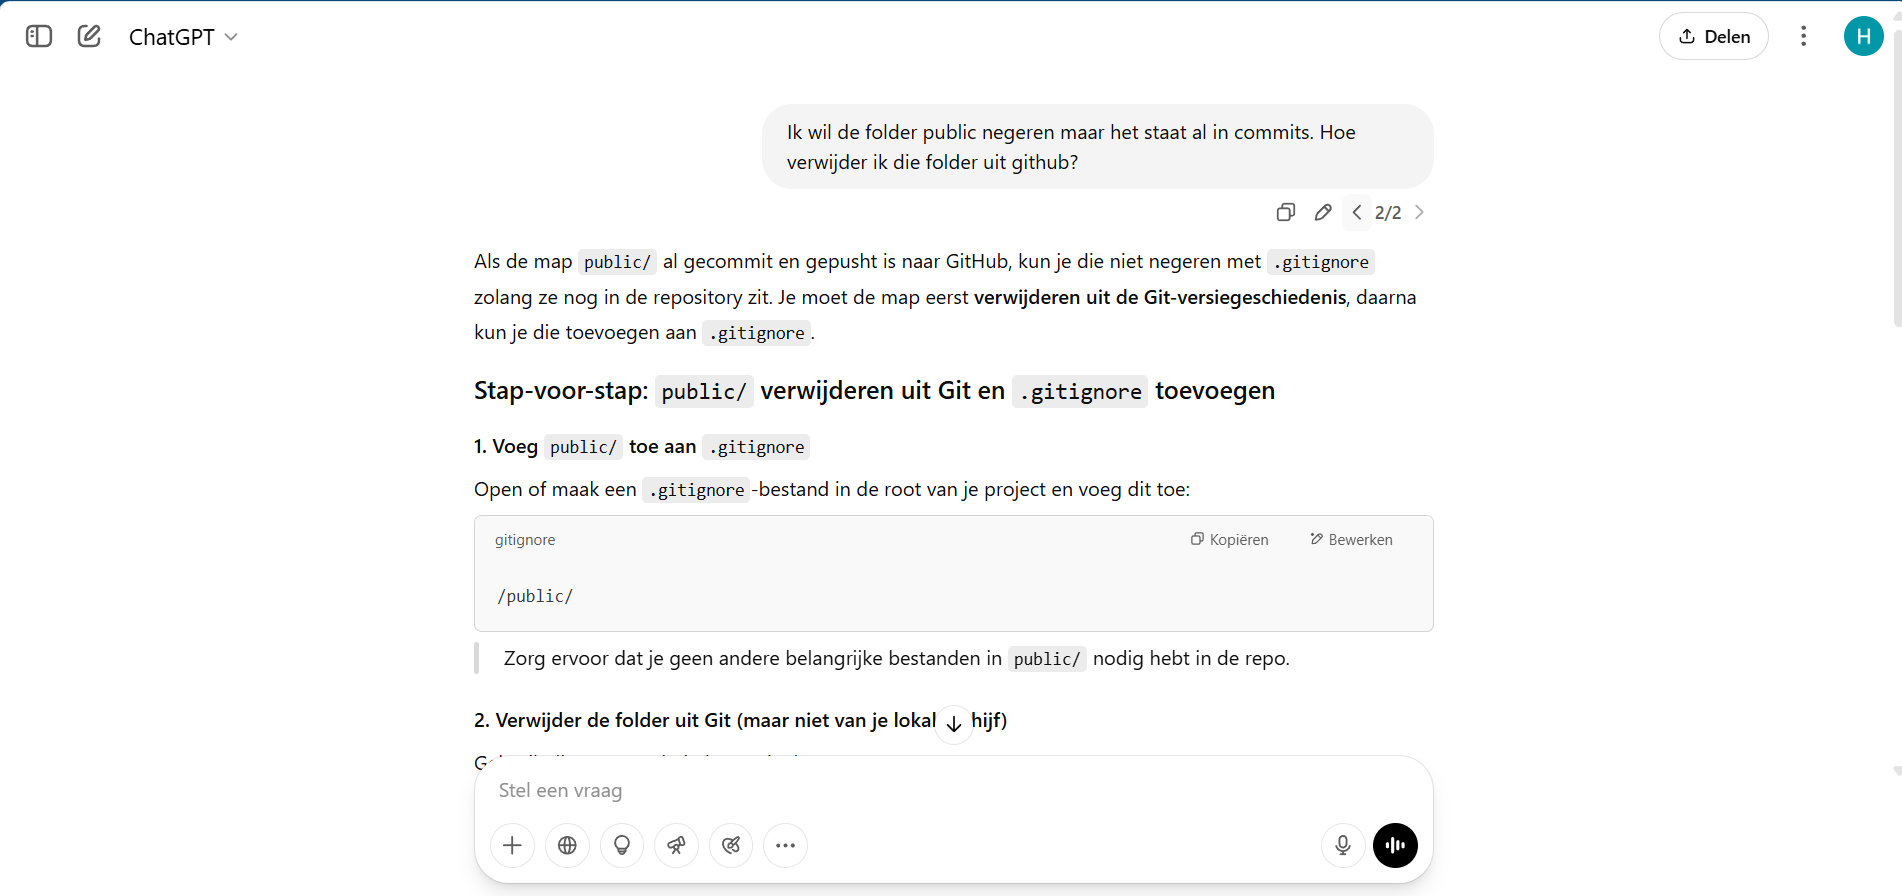 ChatGPT
Delen
H
Ik wil de folder public negeren maar het staat al in commits. Hoe
verwijder ik die folder uit github?
2/2
Als de map public/ al gecommit en gepusht is naar GitHub, kun je die niet negeren met .gitignore
zolang ze nog in de repository zit. Je moet de map eerst verwijderen uit de Git-versiegeschiedenis, daarna
kun je die toevoegen aan .gitignore.
Stap-voor-stap: public/ verwijderen uit Git en .gitignore toevoegen
1. Voeg public/ toe aan .gitignore
Open of maak een .gitignore-bestand in de root van je project en voeg dit toe:
gitignore
Kopiëren
Bewerken
/public/
Zorg ervoor dat je geen andere belangrijke bestanden in public/ nodig hebt in de repo.
2. Verwijder de folder uit Git (maar niet van je lokal hijf)
Stel een vraag